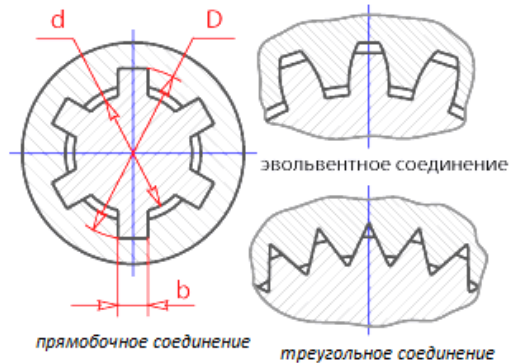 d
D
эвольвентное соединение
b
прямобочное соединение
треугольное соединение